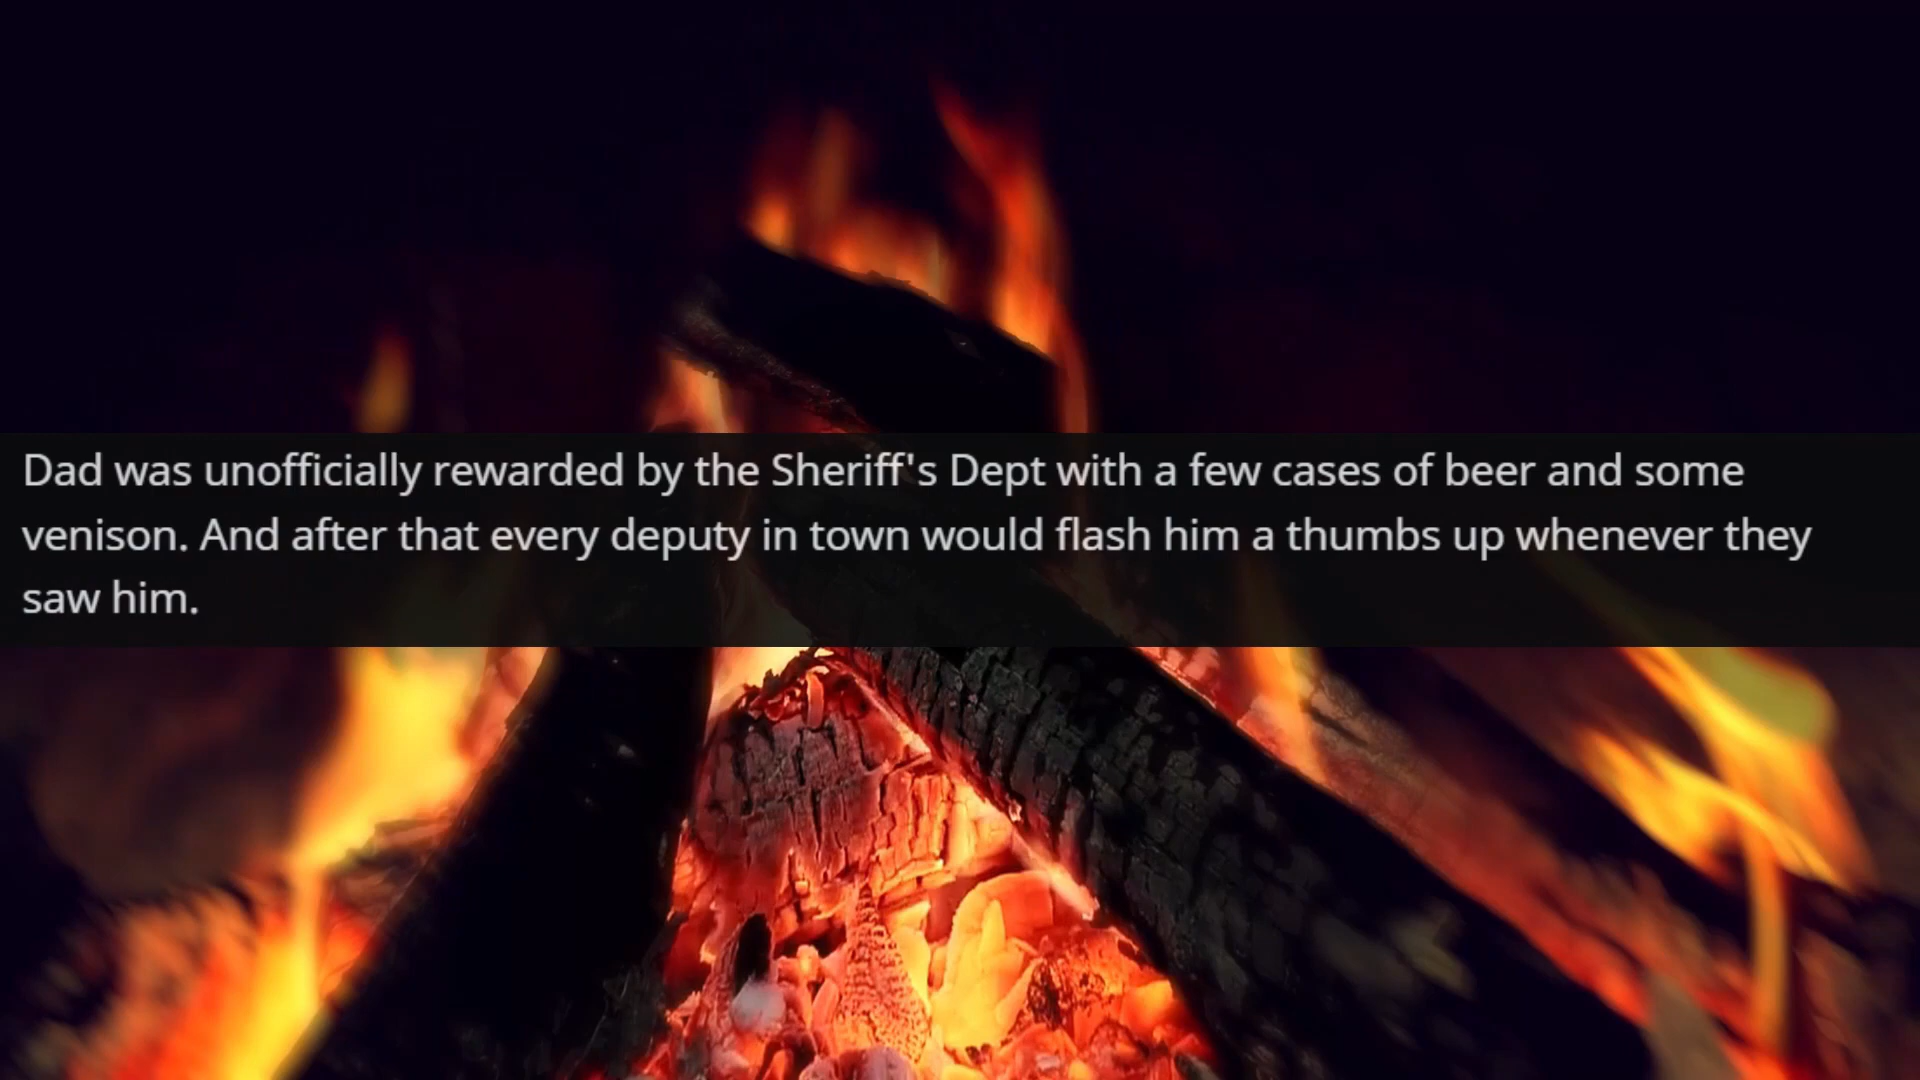 Dad was unofficially rewarded by the Sheriff's Dept with a few cases of beer and some
venison. And after that every deputy in town would flash him a thumbs up whenever they
saw him.